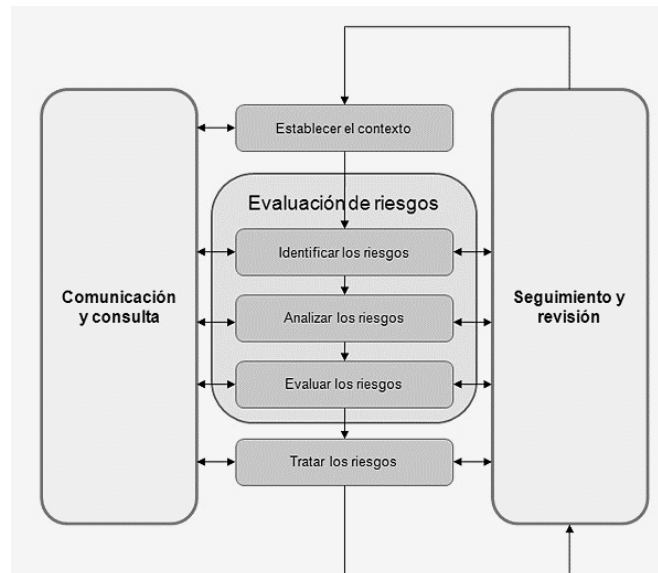 Establecer el contexto
Evaluación de riesgos
Identificar los riesgos
Comunicación
y consulta
Analizar los riesgos
Seguimiento y
revisión
Evaluar los riesgos
Tratar los riesgos